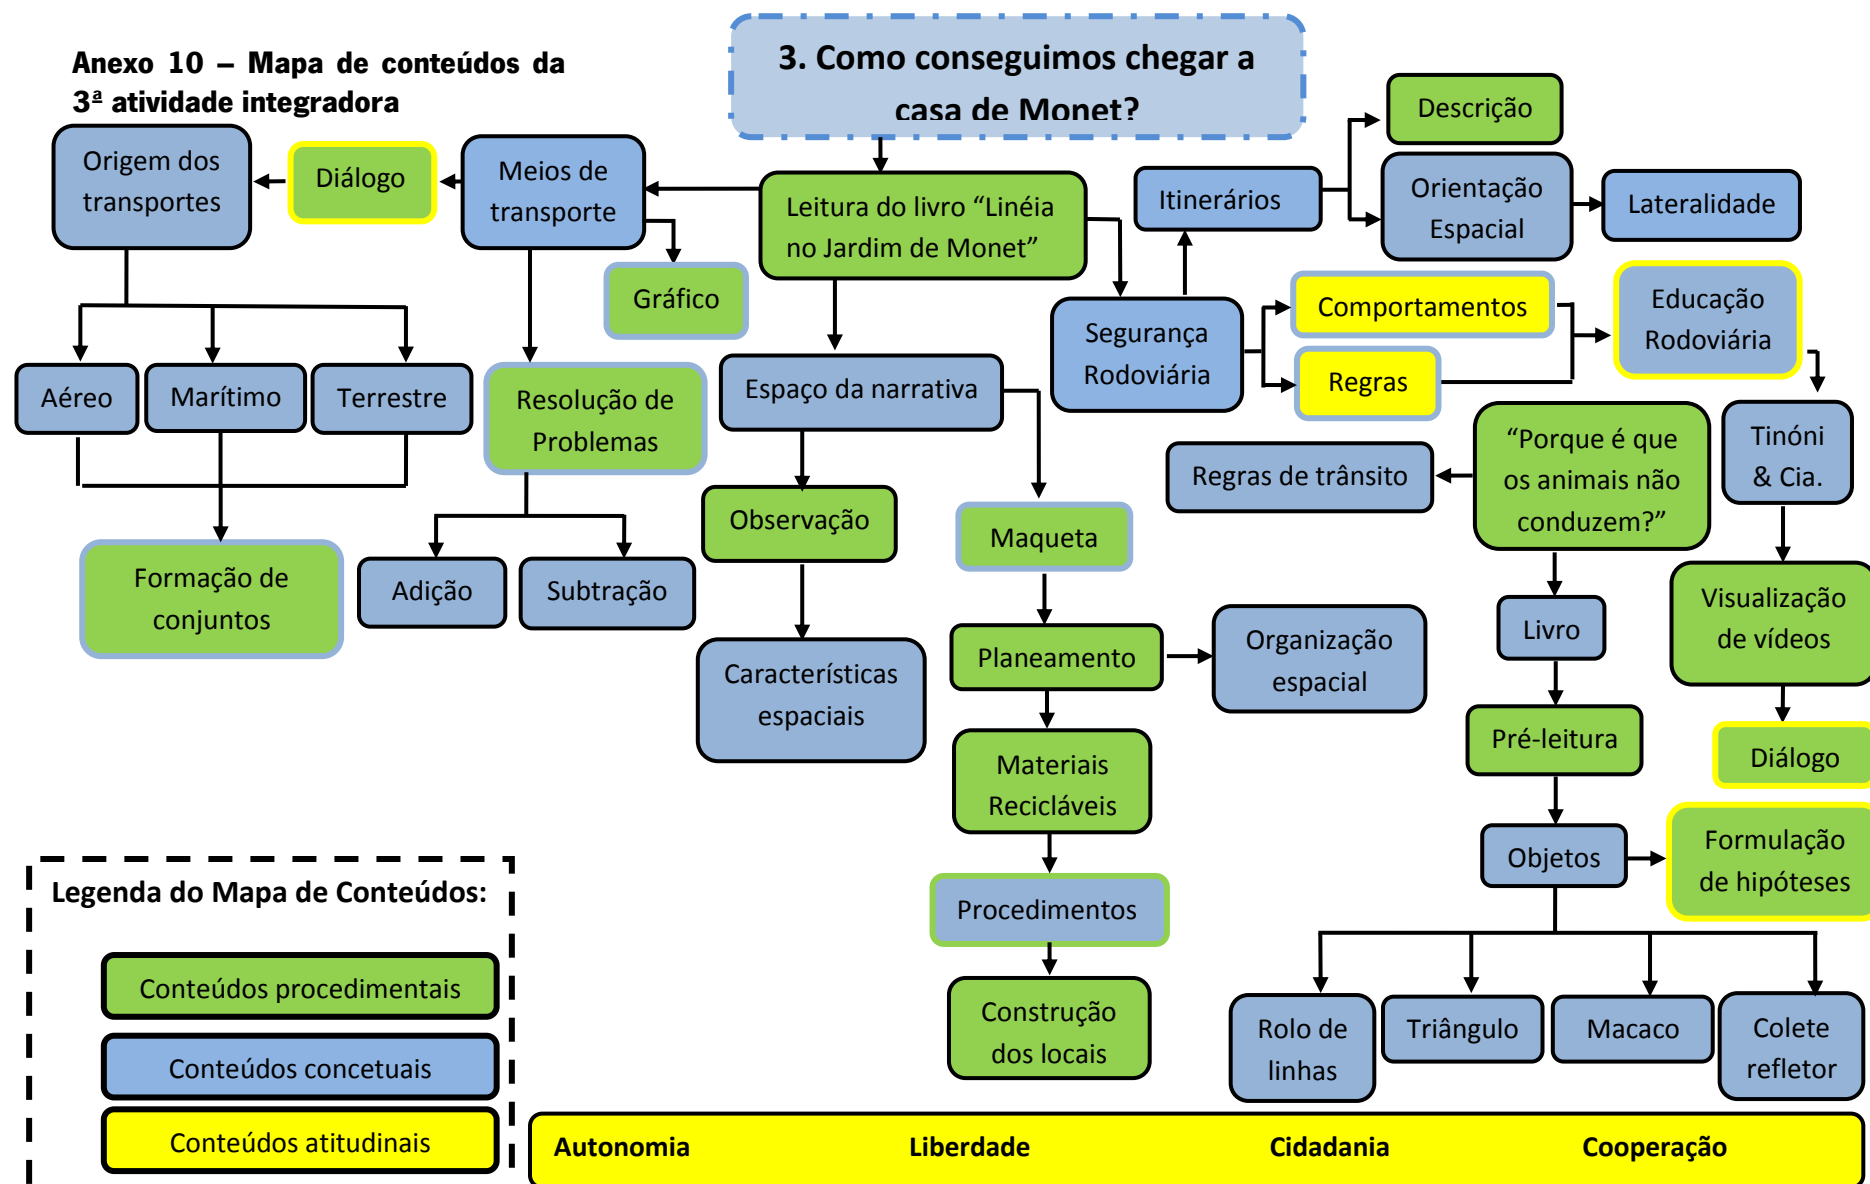 Anexo 10 – Mapa de conteúdos da
3ª atividade integradora
3. Como conseguimos chegar a
casa de Monet?
Origem dos
transportes
Diálogo
Meios de
transporte
Leitura do livro “Linéia
no Jardim de Monet”
Itinerários
Descrição
Orientação
Espacial
Lateralidade
Gráfico
Segurança
Rodoviária
Comportamentos
Regras
Educação
Rodoviária
Aéreo
Marítimo
Terrestre
Resolução de
Problemas
Espaço da narrativa
Regras de trânsito
“Porque é que
os animais não
conduzem?”
Tinóni
& Cia.
Observação
Maqueta
Formação de
conjuntos
Adição
Subtração
Livro
Visualização
de vídeos
Características
espaciais
Planeamento
Organização
espacial
Pré-leitura
Diálogo
Materiais
Recicláveis
Objetos
Formulação
de hipóteses
Procedimentos
Construção
dos locais
Rolo de
linhas
Triângulo
Macaco
Colete
refletor
Legenda do Mapa de Conteúdos:
Conteúdos procedimentais
Conteúdos concetuais
Conteúdos atitudinais
Autonomia Liberdade Cidadania Cooperação